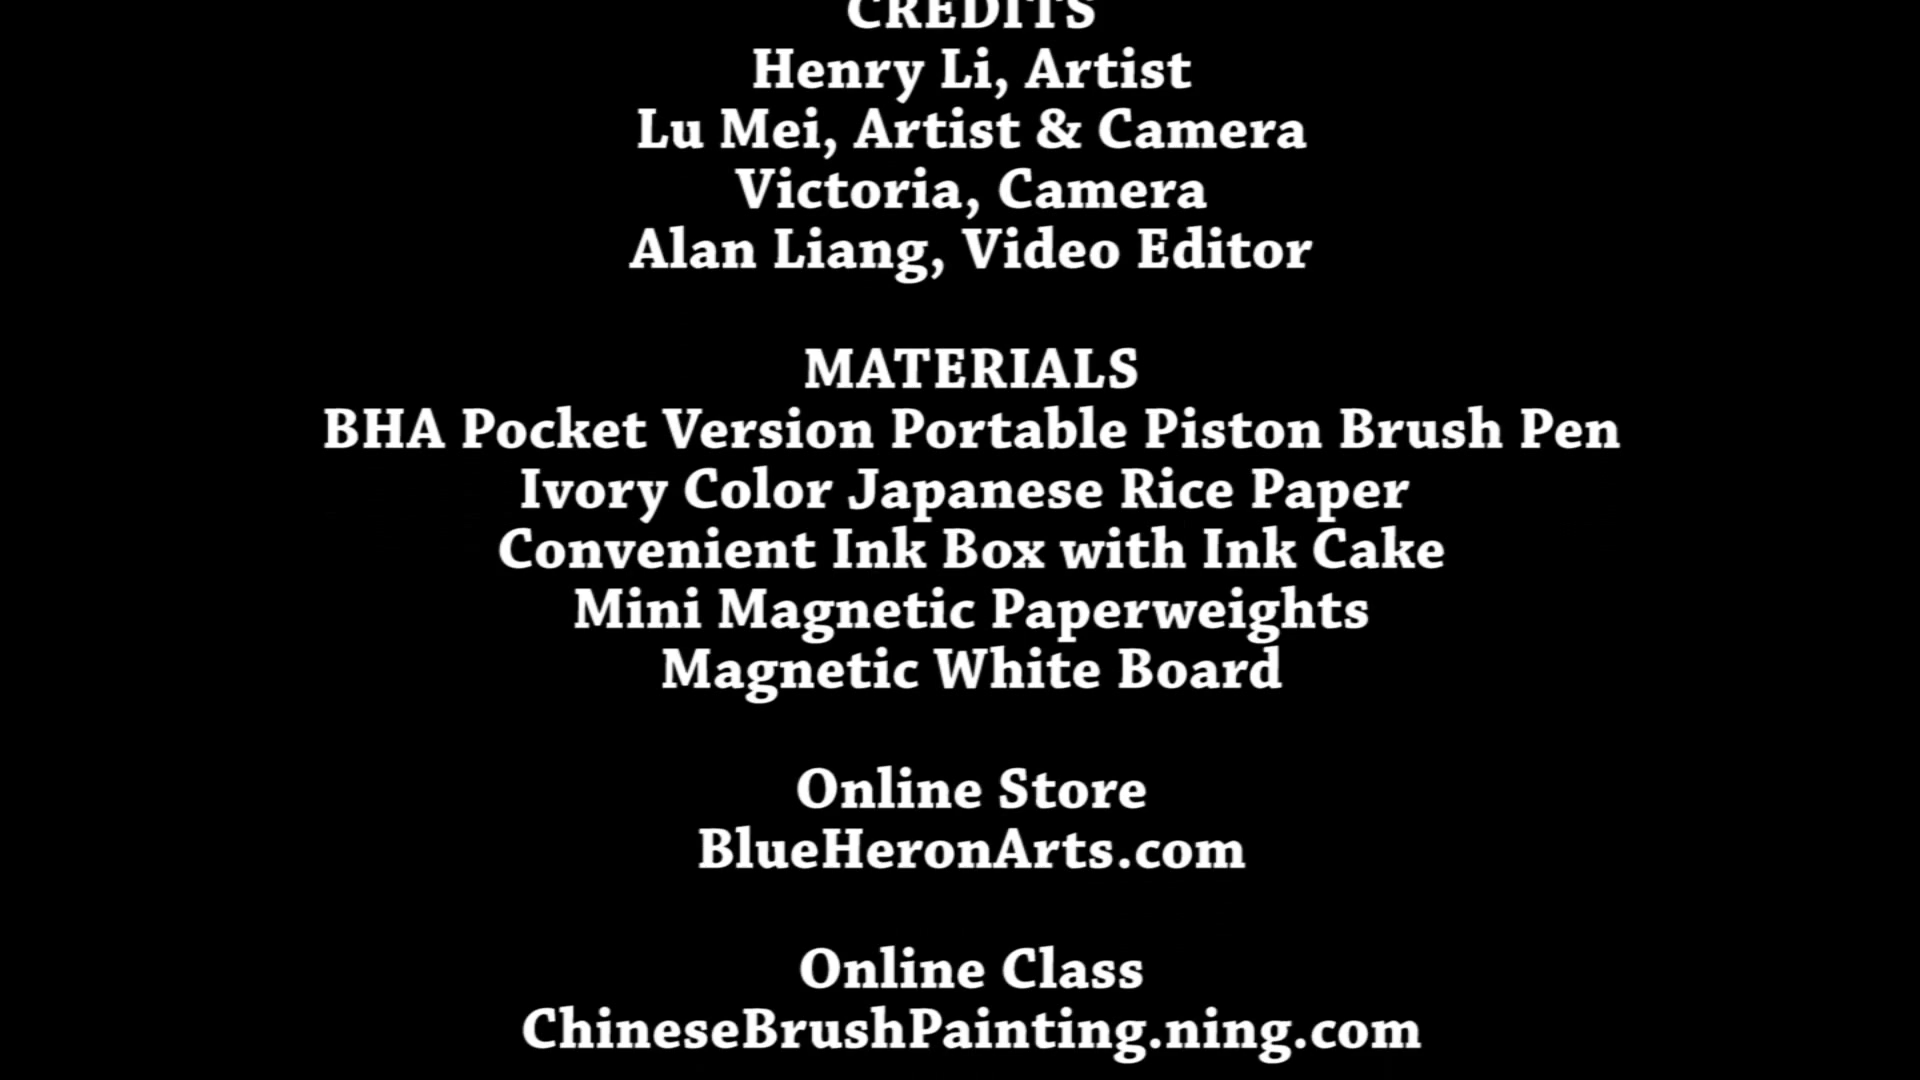 CREDITS
Henry Li, Artist
Lu Mei, Artist & Camera
Victoria, Camera
Alan Liang, Video Editor
MATERIALS
BHA Pocket Version Portable Piston Brush Pen
Ivory Color Japanese Rice Paper
Convenient Ink Box with Ink Cake
Mini Magnetic Paperweights
Magnetic White Board
Online Store
BlueHeronArts.com
Online Class
ChineseBrushPainting.ning.com